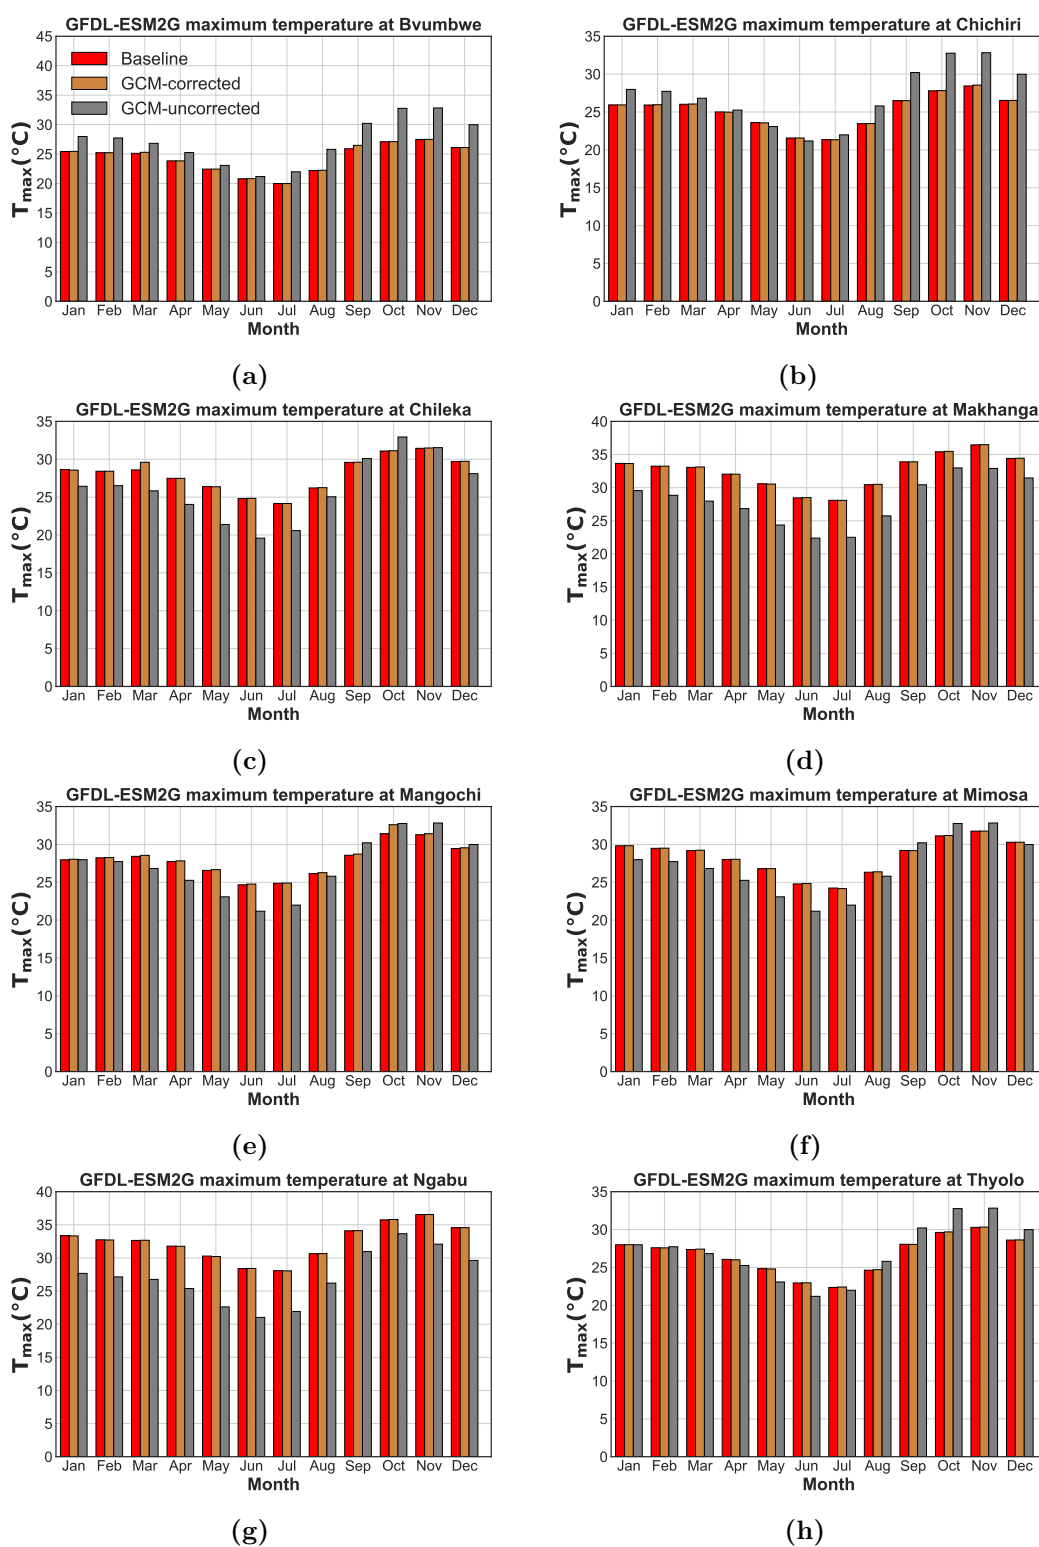 GFDL-ESM2G maximum temperature at Bvumbwe
45
40
35
30
25
20
15
10
5
0
Tmax(°C)
Baseline
GCM-corrected
GCM-uncorrected
Jan Feb Mar Apr May Jun Jul Aug Sep Oct Nov Dec
Month
(a)
GFDL-ESM2G maximum temperature at Chichiri
35
30
25
20
15
10
5
0
Tmax(°C)
Jan Feb Mar Apr May Jun Jul Aug Sep Oct Nov Dec
Month
(b)
GFDL-ESM2G maximum temperature at Chileka
35
30
25
20
15
10
5
0
Tmax(°C)
Jan Feb Mar Apr May Jun Jul Aug Sep Oct Nov Dec
Month
(c)
GFDL-ESM2G maximum temperature at Makhanga
40
35
30
25
20
15
10
5
0
Tmax(°C)
Jan Feb Mar Apr May Jun Jul Aug Sep Oct Nov Dec
Month
(d)
GFDL-ESM2G maximum temperature at Mangochi
35
30
25
20
15
10
5
0
Tmax(°C)
Jan Feb Mar Apr May Jun Jul Aug Sep Oct Nov Dec
Month
(e)
GFDL-ESM2G maximum temperature at Mimosa
35
30
25
20
15
10
5
0
Tmax(°C)
Jan Feb Mar Apr May Jun Jul Aug Sep Oct Nov Dec
Month
(f)
GFDL-ESM2G maximum temperature at Ngabu
40
35
30
25
20
15
10
5
0
Tmax(°C)
Jan Feb Mar Apr May Jun Jul Aug Sep Oct Nov Dec
Month
(g)
GFDL-ESM2G maximum temperature at Thyolo
35
30
25
20
15
10
5
0
Tmax(°C)
Jan Feb Mar Apr May Jun Jul Aug Sep Oct Nov Dec
Month
(h)